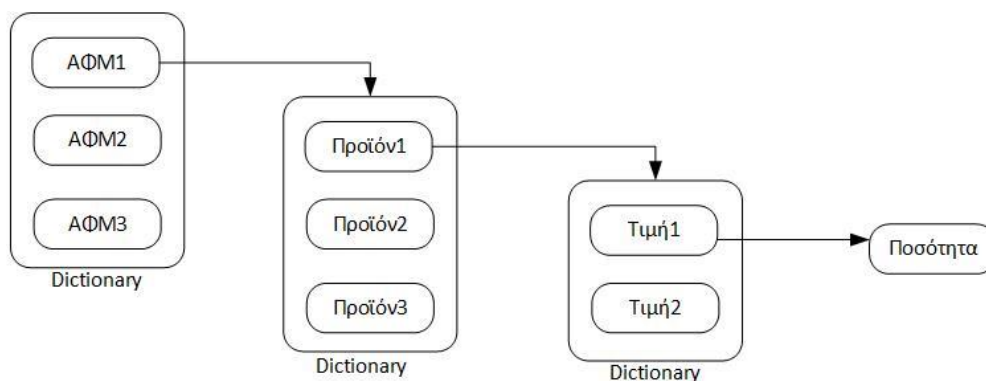 ΑΦΜ1
ΑΦΜ2
ΑΦΜ3
Dictionary
Προϊόν1
Προϊόν2
Προϊόν3
Dictionary
Τιμή1
Τιμή2
Dictionary
Ποσότητα